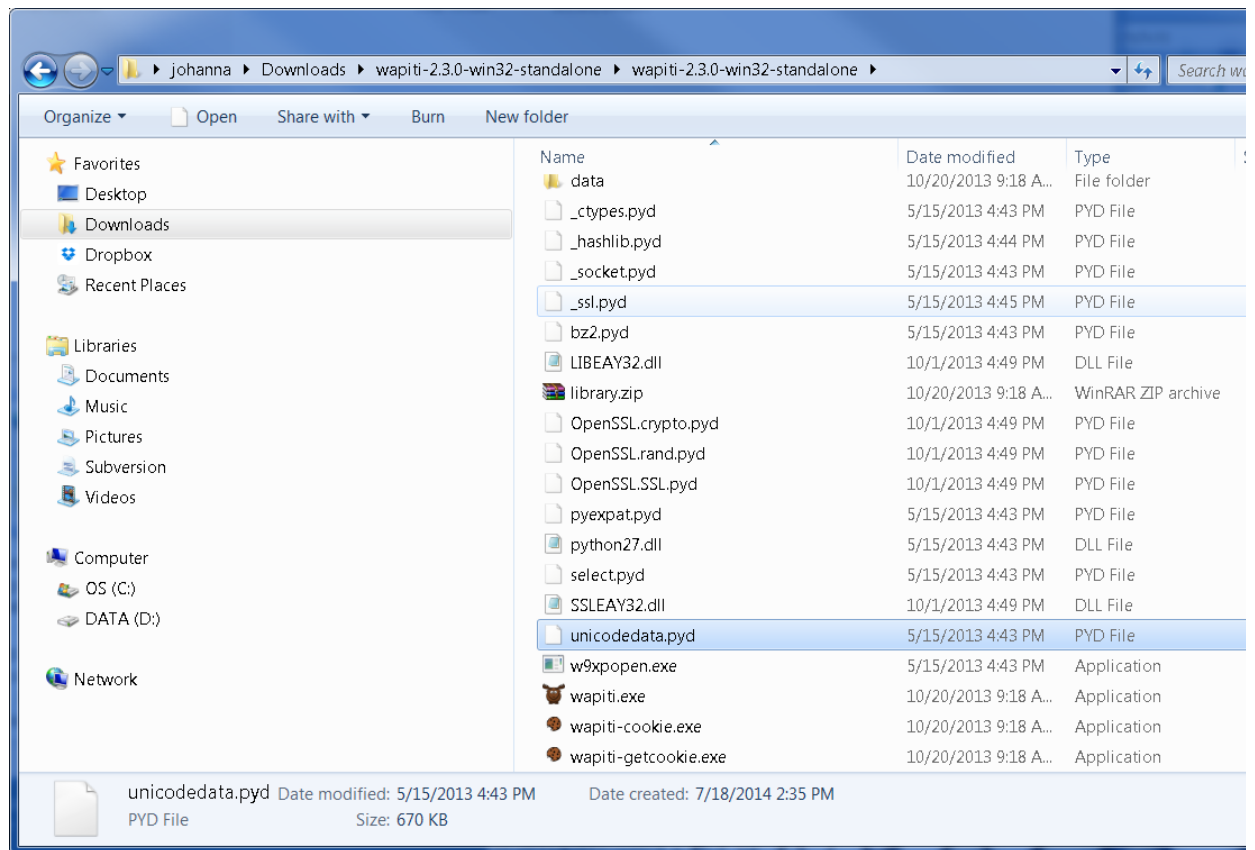 johanna Downloads wapiti-2.3.0-win32-standalone wapiti-2.3.0-win32-standalone Search wa
Organize Open Share with Burn New folder
Favorites
Desktop
Downloads
Dropbox
Recent Places
Libraries
Documents
Music
Pictures
Subversion
Videos
Computer
OS (C:)
DATA (D:)
Network
Name Date modified Type
data 10/20/2013 9:18 A... File folder
_ctypes.pyd 5/15/2013 4:43 PM PYD File
_hashlib.pyd 5/15/2013 4:44 PM PYD File
_socket.pyd 5/15/2013 4:43 PM PYD File
_ssl.pyd 5/15/2013 4:45 PM PYD File
bz2.pyd 5/15/2013 4:43 PM PYD File
LIBEAY32.dll 10/1/2013 4:49 PM DLL File
library.zip 10/20/2013 9:18 A... WinRAR ZIP archive
OpenSSL.crypto.pyd 10/1/2013 4:49 PM PYD File
OpenSSL.rand.pyd 10/1/2013 4:49 PM PYD File
OpenSSL.SSL.pyd 10/1/2013 4:49 PM PYD File
pyexpat.pyd 5/15/2013 4:43 PM PYD File
python27.dll 5/15/2013 4:43 PM DLL File
select.pyd 5/15/2013 4:43 PM PYD File
SSLEAY32.dll 10/1/2013 4:49 PM DLL File
unicodedata.pyd 5/15/2013 4:43 PM PYD File
w9xpopen.exe 5/15/2013 4:43 PM Application
wapiti.exe 10/20/2013 9:18 A... Application
wapiti-cookie.exe 10/20/2013 9:18 A... Application
wapiti-getcookie.exe 10/20/2013 9:18 A... Application
unicodedata.pyd Date modified: 5/15/2013 4:43 PM Date created: 7/18/2014 2:35 PM
PYD File Size: 670 KB